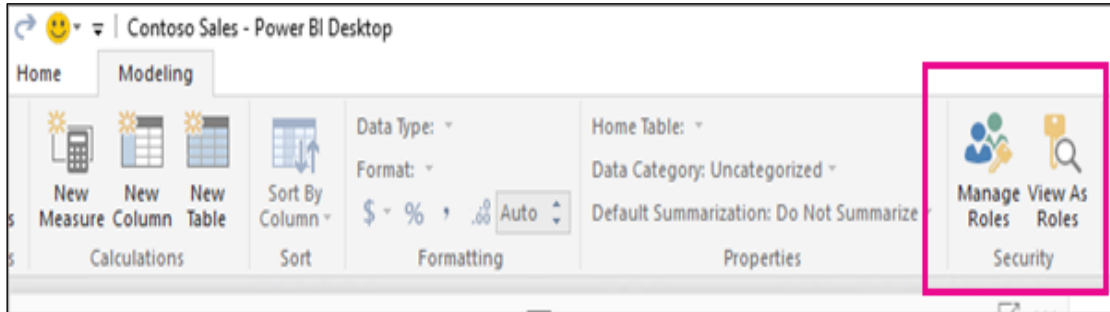 Contoso Sales - Power BI Desktop
Home Modeling
New Measure
New Column
New Table
Calculations
Sort By Column
Sort
Data Type:
Format:
$ % , .00 Auto
Formatting
Home Table:
Data Category: Uncategorized
Default Summarization: Do Not Summarize
Properties
Manage Roles
View As Roles
Security